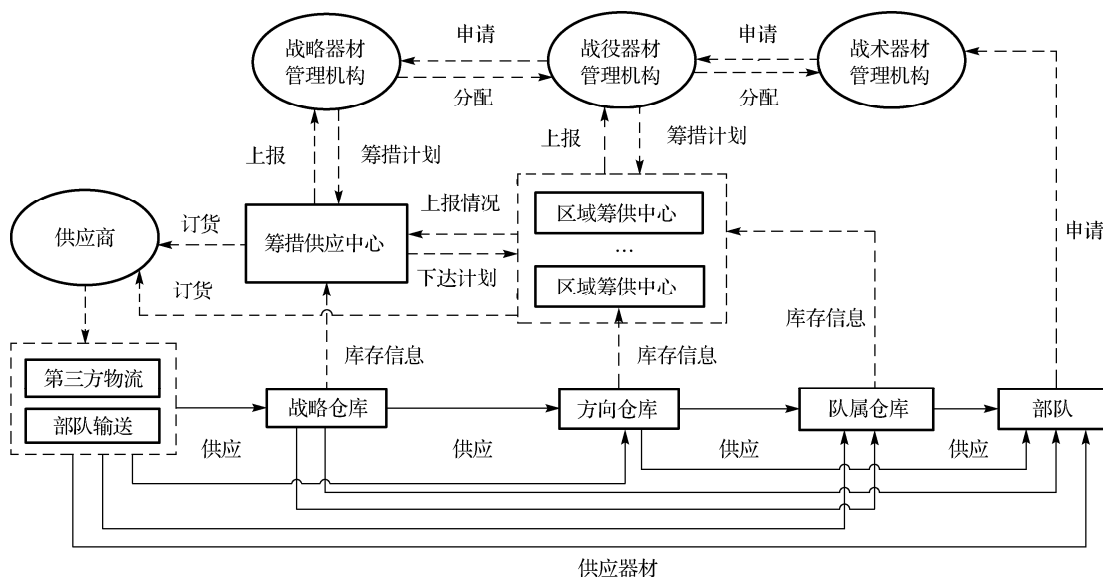 战略器材
管理机构
申请
分配
战役器材
管理机构
申请
分配
战术器材
管理机构
上报
筹措计划
上报
筹措计划
供应商
订货
筹措供应中心
上报情况
下达计划
区域筹供中心
...
区域筹供中心
申请
订货
库存信息
库存信息
库存信息
第三方物流
部队输送
战略仓库
方向仓库
队属仓库
部队
供应
供应
供应
供应
供应器材